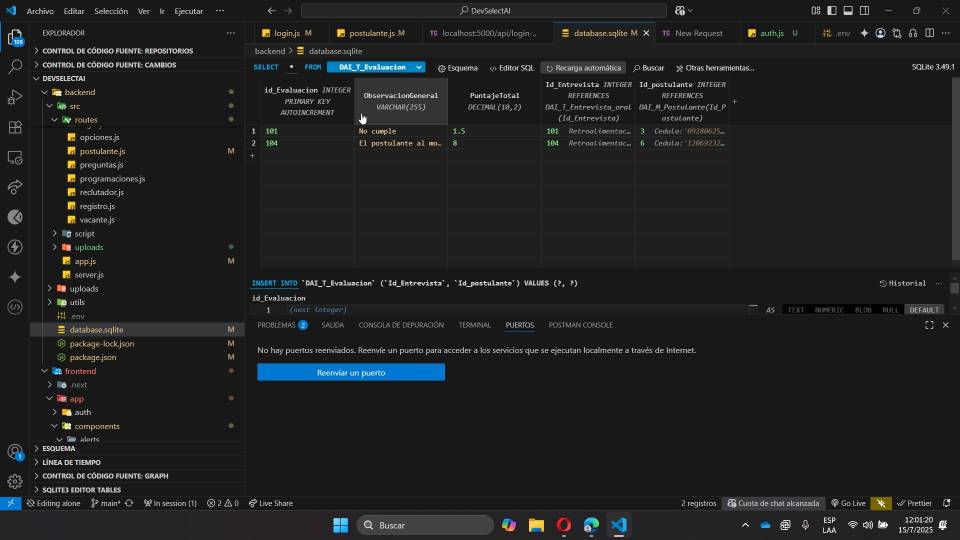 Archivo Editar Selección Ver Ir Ejecutar ··· DevSelectAI
EXPLORADOR ···
login.js M postulante.js M localhost:5000/api/login-.. database.sqlite M New Request auth.js U .env
CONTROL DE CÓDIGO FUENTE: REPOSITORIOS
CONTROL DE CÓDIGO FUENTE: CAMBIOS
DEVSELECTAI
backend
src
routes
opciones.js
postulante.js M
preguntas.js
programaciones.js
reclutador.js
registro.js
vacante.js
script
uploads
app.js M
server.js
uploads
utils
.env
database.sqlite M
package-lock.json M
package.json M
frontend
.next
app
auth
components
alerts
ESQUEMA
LÍNEA DE TIEMPO
CONTROL DE CÓDIGO FUENTE: GRAPH
SQLITE3 EDITOR TABLES
109
1
backend > database.sqlite
SELECT * FROM DAI_T_Evaluacion Esquema Editor SQL Recarga automática Buscar Otras herramientas... SQLite 3.49.1
id_Evaluacion INTEGER PRIMARY KEY AUTOINCREMENT
ObservacionGeneral VARCHAR(255)
PuntajeTotal DECIMAL(10,2)
Id_Entrevista INTEGER REFERENCES DAI_T_Entrevista_oral (Id_Entrevista)
Id_postulante INTEGER REFERENCES DAI_M_Postulante(Id_Postulante)
+
1 101 No cumple 1.5 101 Retroalimentac… 3 Cedula:'09280625…
2 104 El postulante al mo… 8 104 Retroalimentac… 6 Cedula:'12069232…
+
INSERT INTO `DAI_T_Evaluacion` (`Id_Entrevista`, `Id_postulante`) VALUES (?, ?) Historial ···
id_Evaluacion
1 (next integer) AS TEXT NUMERIC BLOB NULL DEFAULT
PROBLEMAS 2 SALIDA CONSOLA DE DEPURACIÓN TERMINAL PUERTOS POSTMAN CONSOLE
No hay puertos reenviados. Reenvíe un puerto para acceder a los servicios que se ejecutan localmente a través de Internet.
Reenviar un puerto
Editing alone main* In session (1) 2 0 Live Share 2 registros Cuota de chat alcanzada Go Live Prettier
Buscar ESP LAA 12:01:20 15/7/2025